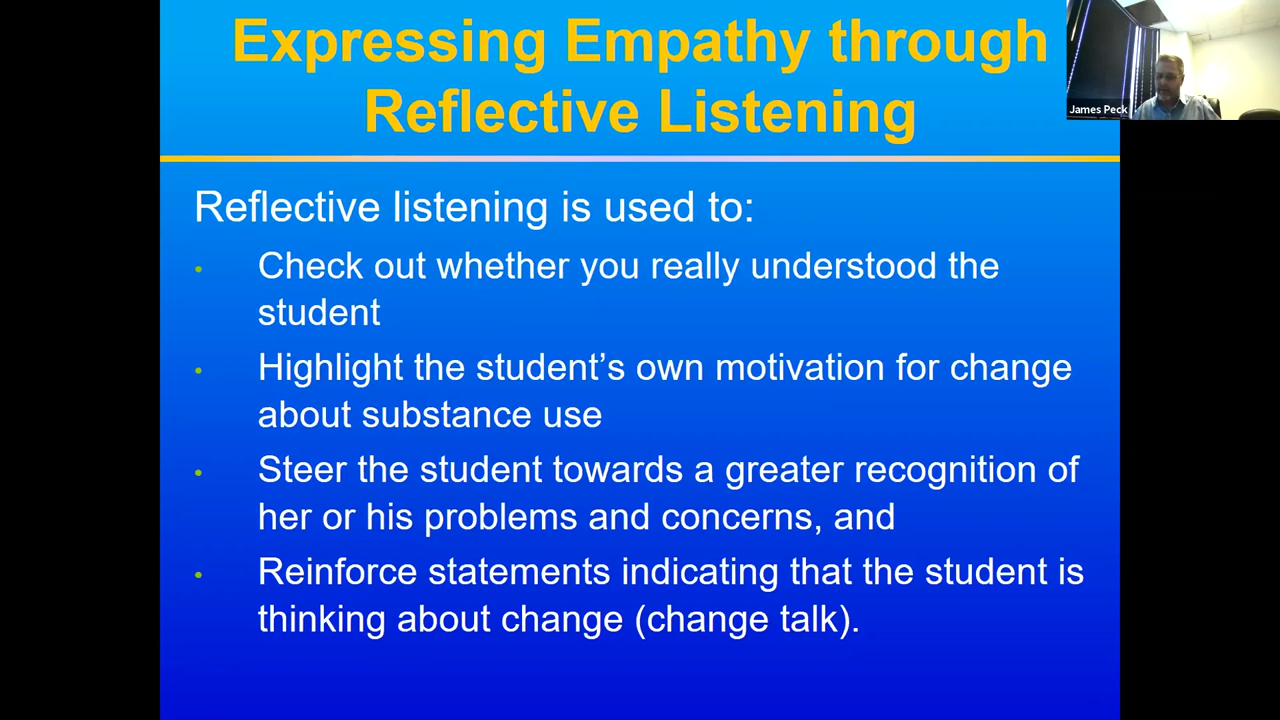 Expressing Empathy through
Reflective Listening
James Peck
Reflective listening is used to:
• Check out whether you really understood the
student
• Highlight the student’s own motivation for change
about substance use
• Steer the student towards a greater recognition of
her or his problems and concerns, and
• Reinforce statements indicating that the student is
thinking about change (change talk).